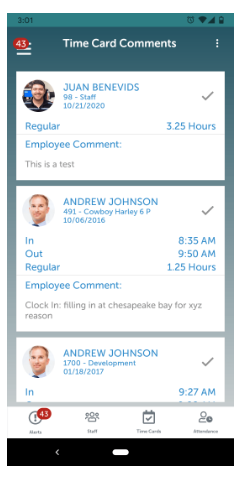 3:01
43
Time Card Comments
JUAN BENEVIDS
98 - Staff
10/21/2020
Regular 3.25 Hours
Employee Comment:
This is a test
ANDREW JOHNSON
491 - Cowboy Harley 6 P
10/06/2016
In 8:35 AM
Out 9:50 AM
Regular 1.25 Hours
Employee Comment:
Clock In: filling in at chesapeake bay for xyz
reason
ANDREW JOHNSON
1700 - Development
01/18/2017
In 9:27 AM
43
Alerts Staff Time Cards Attendance